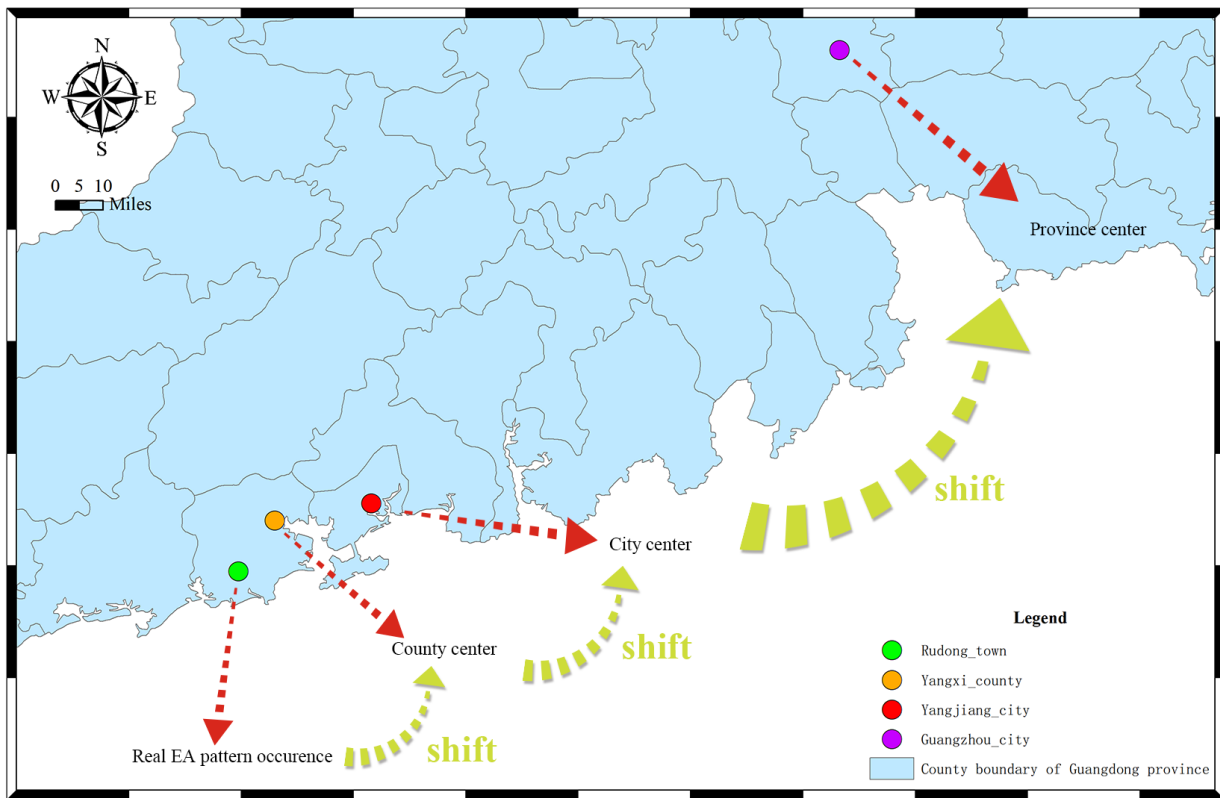 N
W E
S
0 5 10
Miles
Province center
shift
City center
shift
County center
shift
Real EA pattern occurence
Legend
Rudong_town
Yangxi_county
Yangjiang_city
Guangzhou_city
County boundary of Guangdong province